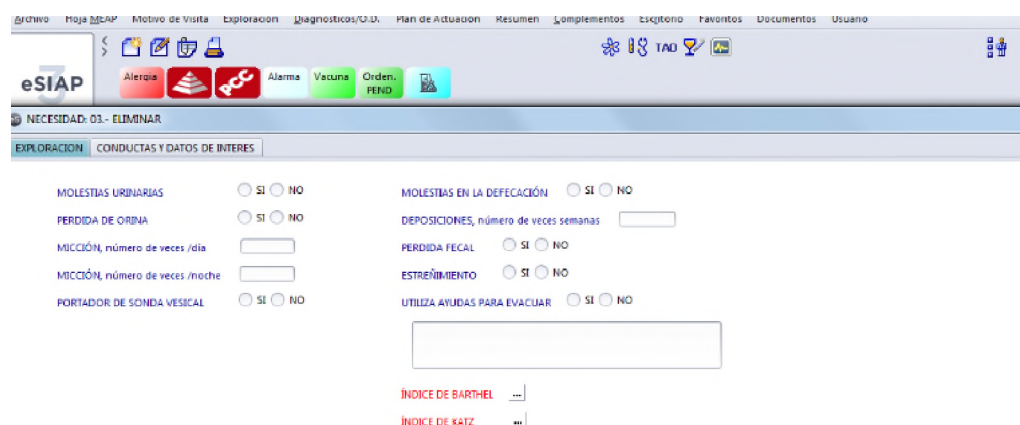 Archivo Hoja MEAP Motivo de Visita Exploración Diagnosticos/O.D. Plan de Actuación Resumen Complementos Escritorio Favoritos Documentos Usuario
TAO
eSIAP 3
Alergia PCC Alarma Vacuna Orden. PEND
NECESIDAD: 03.- ELIMINAR
EXPLORACION CONDUCTAS Y DATOS DE INTERES
MOLESTIAS URINARIAS SI NO MOLESTIAS EN LA DEFECACIÓN SI NO
PERDIDA DE ORINA SI NO DEPOSICIONES, número de veces semanas
MICCIÓN, número de veces /día PERDIDA FECAL SI NO
MICCIÓN, número de veces /noche ESTREÑIMIENTO SI NO
PORTADOR DE SONDA VESICAL SI NO UTILIZA AYUDAS PARA EVACUAR SI NO
ÍNDICE DE BARTHEL ...
ÍNDICE DE KATZ ...